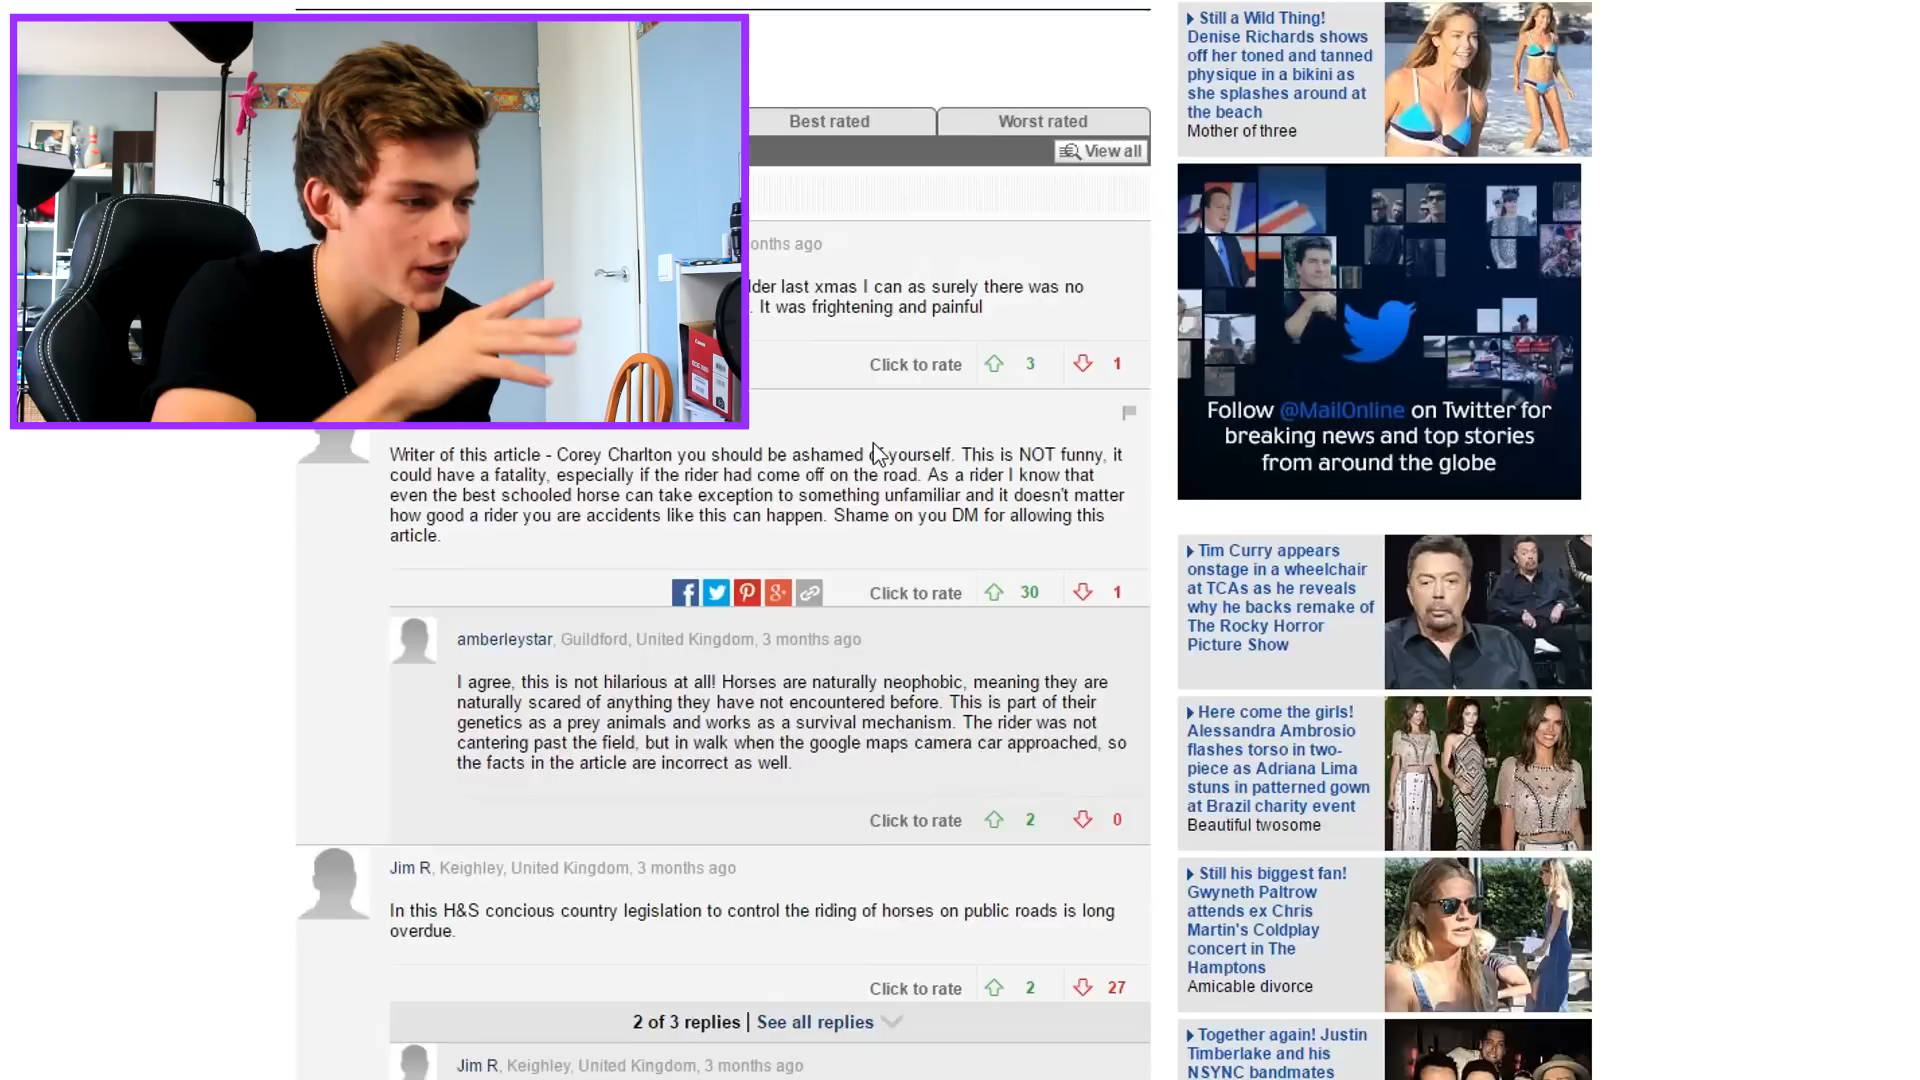 Best rated
Worst rated
View all
onths ago
lder last xmas I can as surely there was no
. It was frightening and painful
Click to rate 3 1
Writer of this article - Corey Charlton you should be ashamed yourself. This is NOT funny, it
could have a fatality, especially if the rider had come off on the road. As a rider I know that
even the best schooled horse can take exception to something unfamiliar and it doesn't matter
how good a rider you are accidents like this can happen. Shame on you DM for allowing this
article.
Click to rate 30 1
amberleystar, Guildford, United Kingdom, 3 months ago
I agree, this is not hilarious at all! Horses are naturally neophobic, meaning they are
naturally scared of anything they have not encountered before. This is part of their
genetics as a prey animals and works as a survival mechanism. The rider was not
cantering past the field, but in walk when the google maps camera car approached, so
the facts in the article are incorrect as well.
Click to rate 2 0
Jim R, Keighley, United Kingdom, 3 months ago
In this H&S concious country legislation to control the riding of horses on public roads is long
overdue.
Click to rate 2 27
2 of 3 replies | See all replies
Jim R, Keighley, United Kingdom, 3 months ago
Still a Wild Thing!
Denise Richards shows
off her toned and tanned
physique in a bikini as
she splashes around at
the beach
Mother of three
Follow @MailOnline on Twitter for
breaking news and top stories
from around the globe
Tim Curry appears
onstage in a wheelchair
at TCAs as he reveals
why he backs remake of
The Rocky Horror
Picture Show
Here come the girls!
Alessandra Ambrosio
flashes torso in two-
piece as Adriana Lima
stuns in patterned gown
at Brazil charity event
Beautiful twosome
Still his biggest fan!
Gwyneth Paltrow
attends ex Chris
Martin's Coldplay
concert in The
Hamptons
Amicable divorce
Together again! Justin
Timberlake and his
NSYNC bandmates